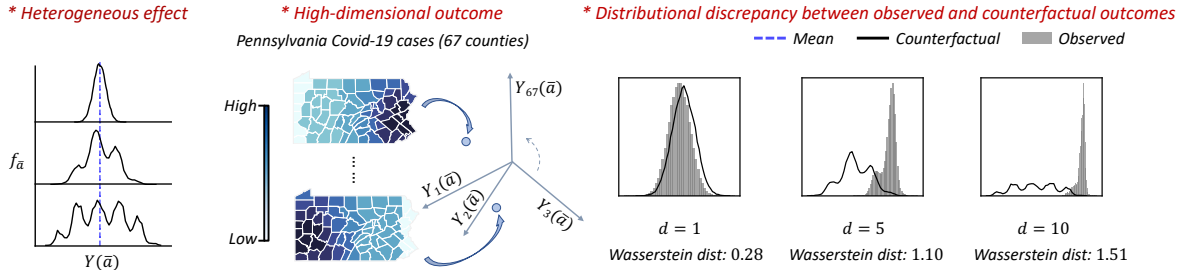 * Heterogeneous effect
f_ā
Y(ā)
* High-dimensional outcome
Pennsylvania Covid-19 cases (67 counties)
High
Low
Y₆₇(ā)
Y₁(ā)
Y₂(ā)
Y₃(ā)
* Distributional discrepancy between observed and counterfactual outcomes
Mean
Counterfactual
Observed
d = 1
Wasserstein dist: 0.28
d = 5
Wasserstein dist: 1.10
d = 10
Wasserstein dist: 1.51